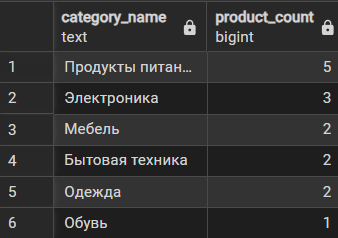 category_name product_count
text bigint
1 Продукты питан... 5
2 Электроника 3
3 Мебель 2
4 Бытовая техника 2
5 Одежда 2
6 Обувь 1